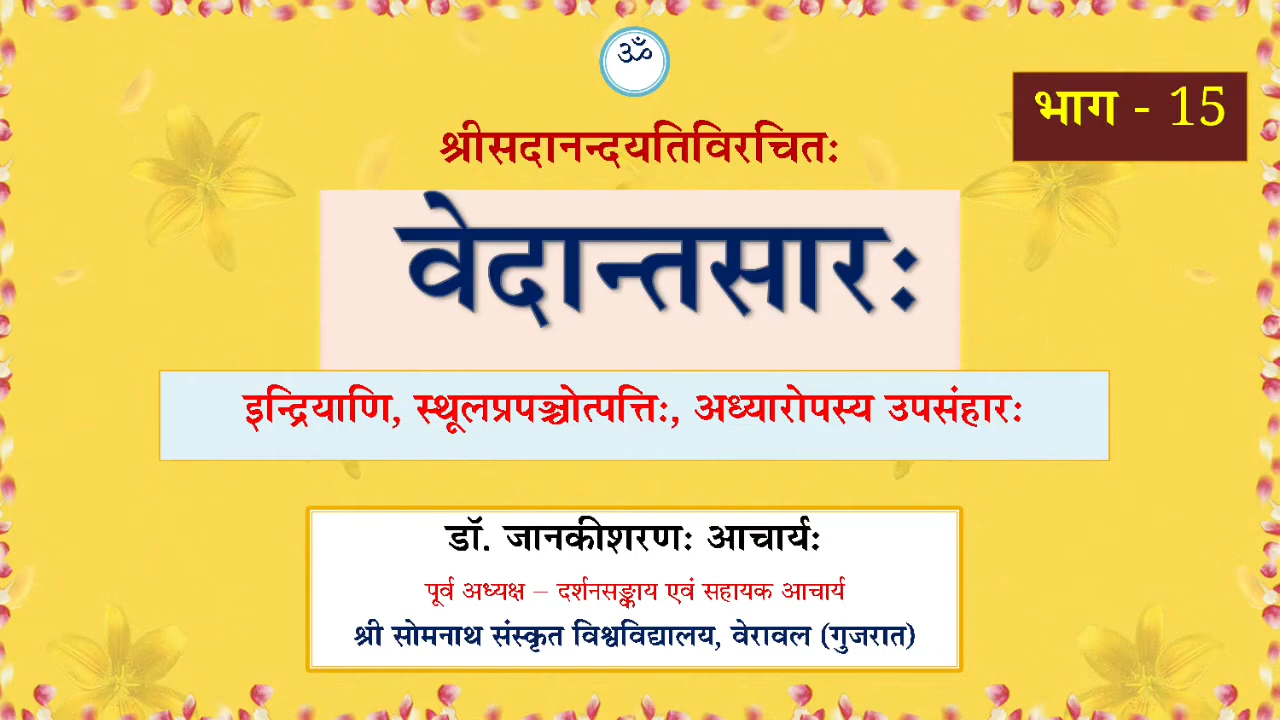 ॐ
भाग - 15
श्रीसदानन्दयतिविरचितः
वेदान्तसारः
इन्द्रियाणि, स्थूलप्रपञ्चोत्पत्तिः, अध्यारोपस्य उपसंहारः
डॉ. जानकीशरणः आचार्यः
पूर्व अध्यक्ष – दर्शनसङ्काय एवं सहायक आचार्य
श्री सोमनाथ संस्कृत विश्वविद्यालय, वेरावल (गुजरात)